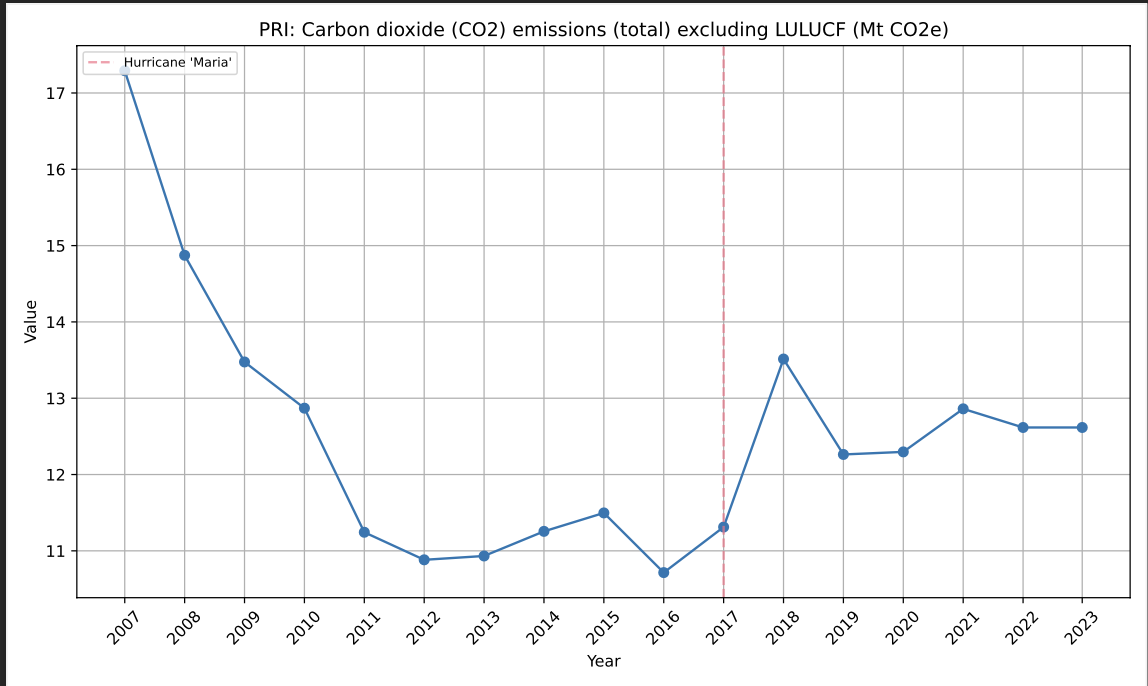 PRI: Carbon dioxide (CO2) emissions (total) excluding LULUCF (Mt CO2e)
Hurricane 'Maria'
17
16
15
14
13
12
11
Value
2007 2008 2009 2010 2011 2012 2013 2014 2015 2016 2017 2018 2019 2020 2021 2022 2023
Year